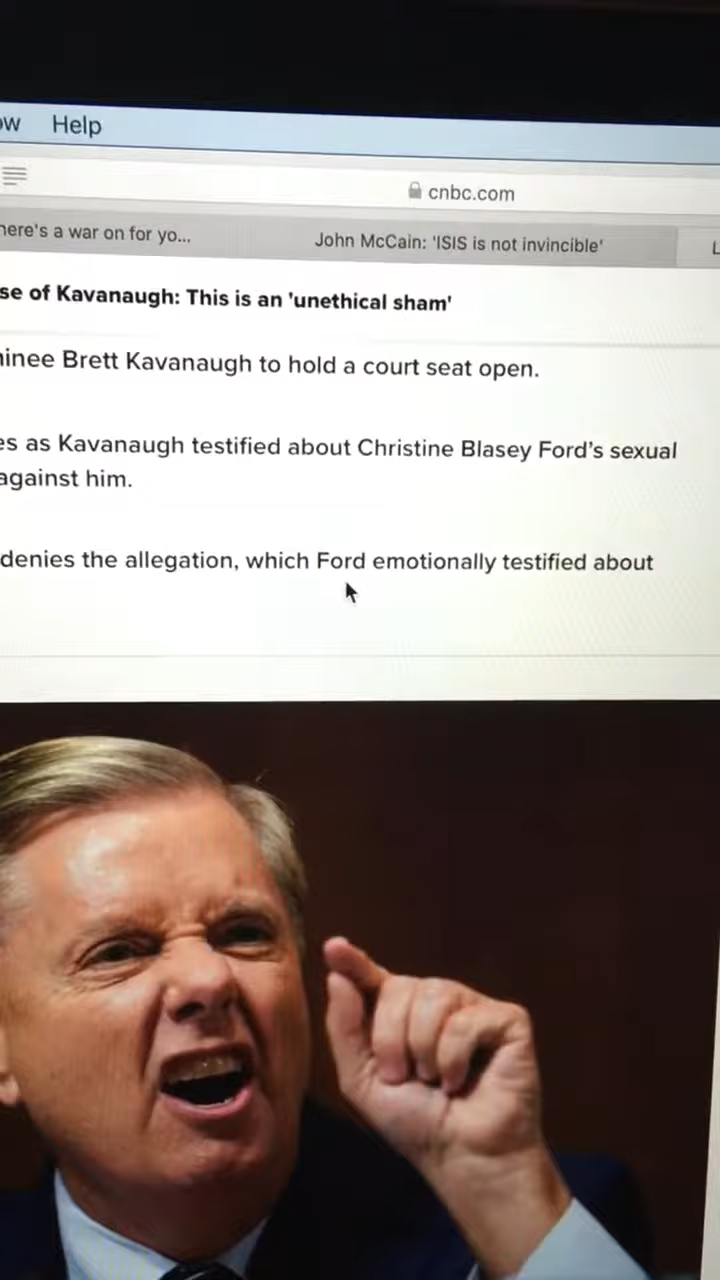 ow Help
cnbc.com
here's a war on for yo... John McCain: 'ISIS is not invincible' L
se of Kavanaugh: This is an 'unethical sham'
inee Brett Kavanaugh to hold a court seat open.
es as Kavanaugh testified about Christine Blasey Ford's sexual
against him.
denies the allegation, which Ford emotionally testified about